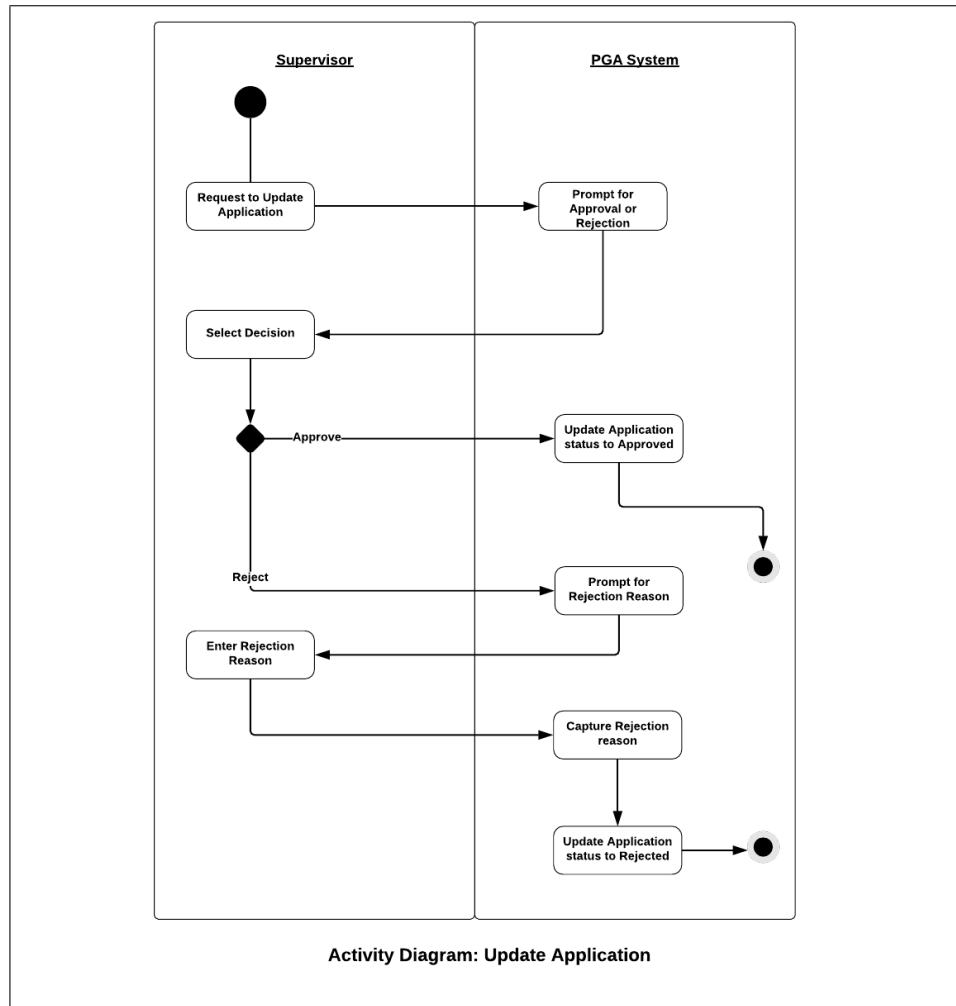 Supervisor
PGA System
Request to Update
Application
Prompt for
Approval or
Rejection
Select Decision
Approve
Update Application
status to Approved
Reject
Prompt for
Rejection Reason
Enter Rejection
Reason
Capture Rejection
reason
Update Application
status to Rejected
Activity Diagram: Update Application